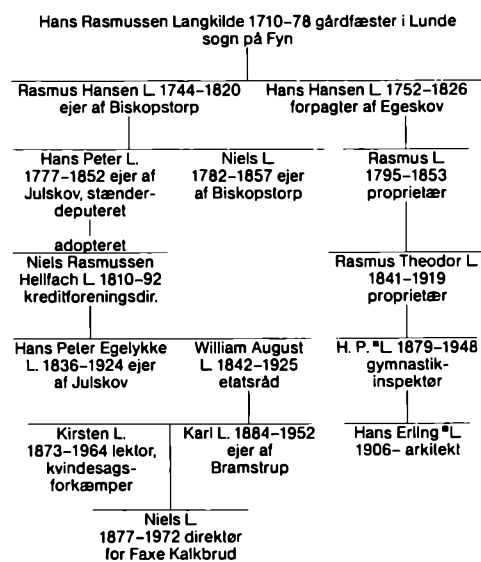 Hans Rasmussen Langkilde 1710–78 gårdfæster i Lunde
sogn på Fyn
Rasmus Hansen L. 1744–1820
ejer af Biskopstorp
Hans Hansen L. 1752–1826
forpagter af Egeskov
Hans Peter L.
1777–1852 ejer af
Julskov, stænder-
deputeret
Niels L.
1782–1857 ejer
af Biskopstorp
Rasmus L.
1795–1853
proprietær
adopteret
Niels Rasmussen
Hellfach L. 1810–92
kreditforeningsdir.
Rasmus Theodor L.
1841–1919
proprietær
Hans Peter Egelykke
L. 1836–1924 ejer
af Julskov
William August
L. 1842–1925
etatsråd
H. P. *L. 1879–1948
gymnastik-
inspektør
Kirsten L.
1873–1964 lektor,
kvindesags-
forkæmper
Karl L. 1884–1952
ejer af
Bramstrup
Hans Erling *L.
1906– arkitekt
Niels L.
1877–1972 direktør
for Faxe Kalkbrud